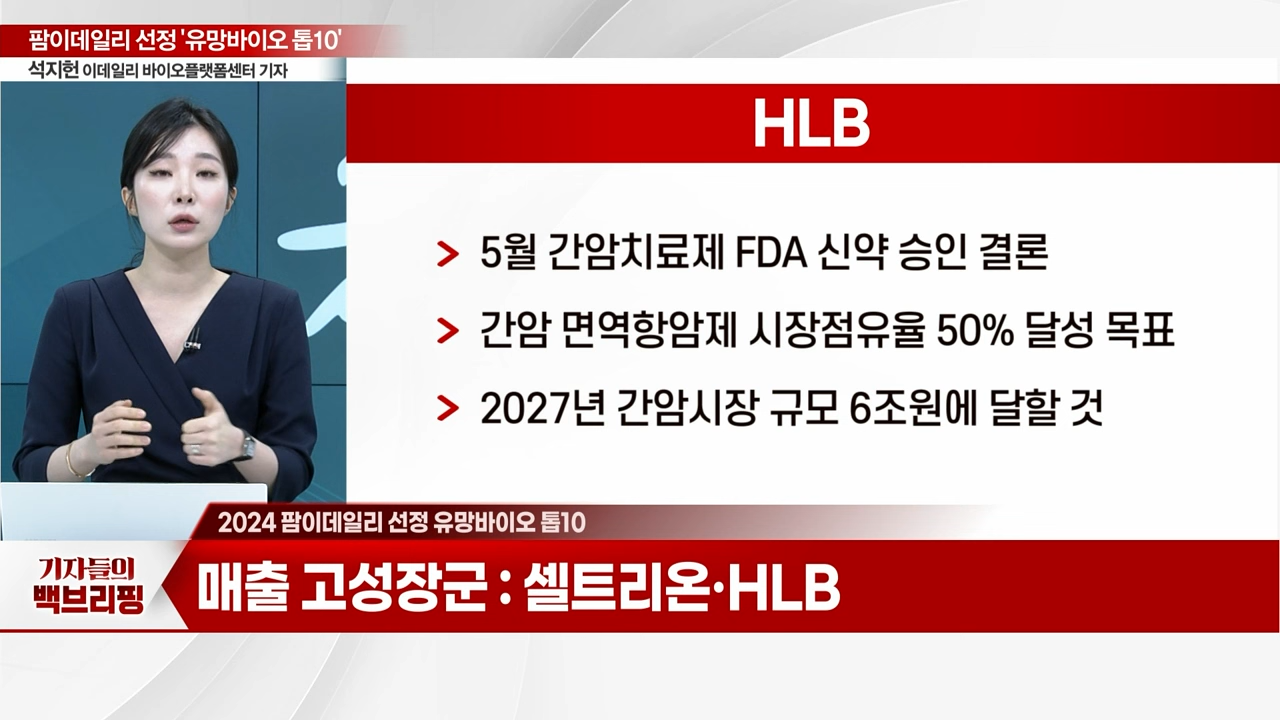 팜이데일리 선정 '유망바이오 톱10'
석지헌 이데일리 바이오플랫폼센터 기자
HLB
> 5월 간암치료제 FDA 신약 승인 결론
> 간암 면역항암제 시장점유율 50% 달성 목표
> 2027년 간암시장 규모 6조원에 달할 것
2024 팜이데일리 선정 유망바이오 톱10
기자들의
백브리핑
매출 고성장군 : 셀트리온·HLB